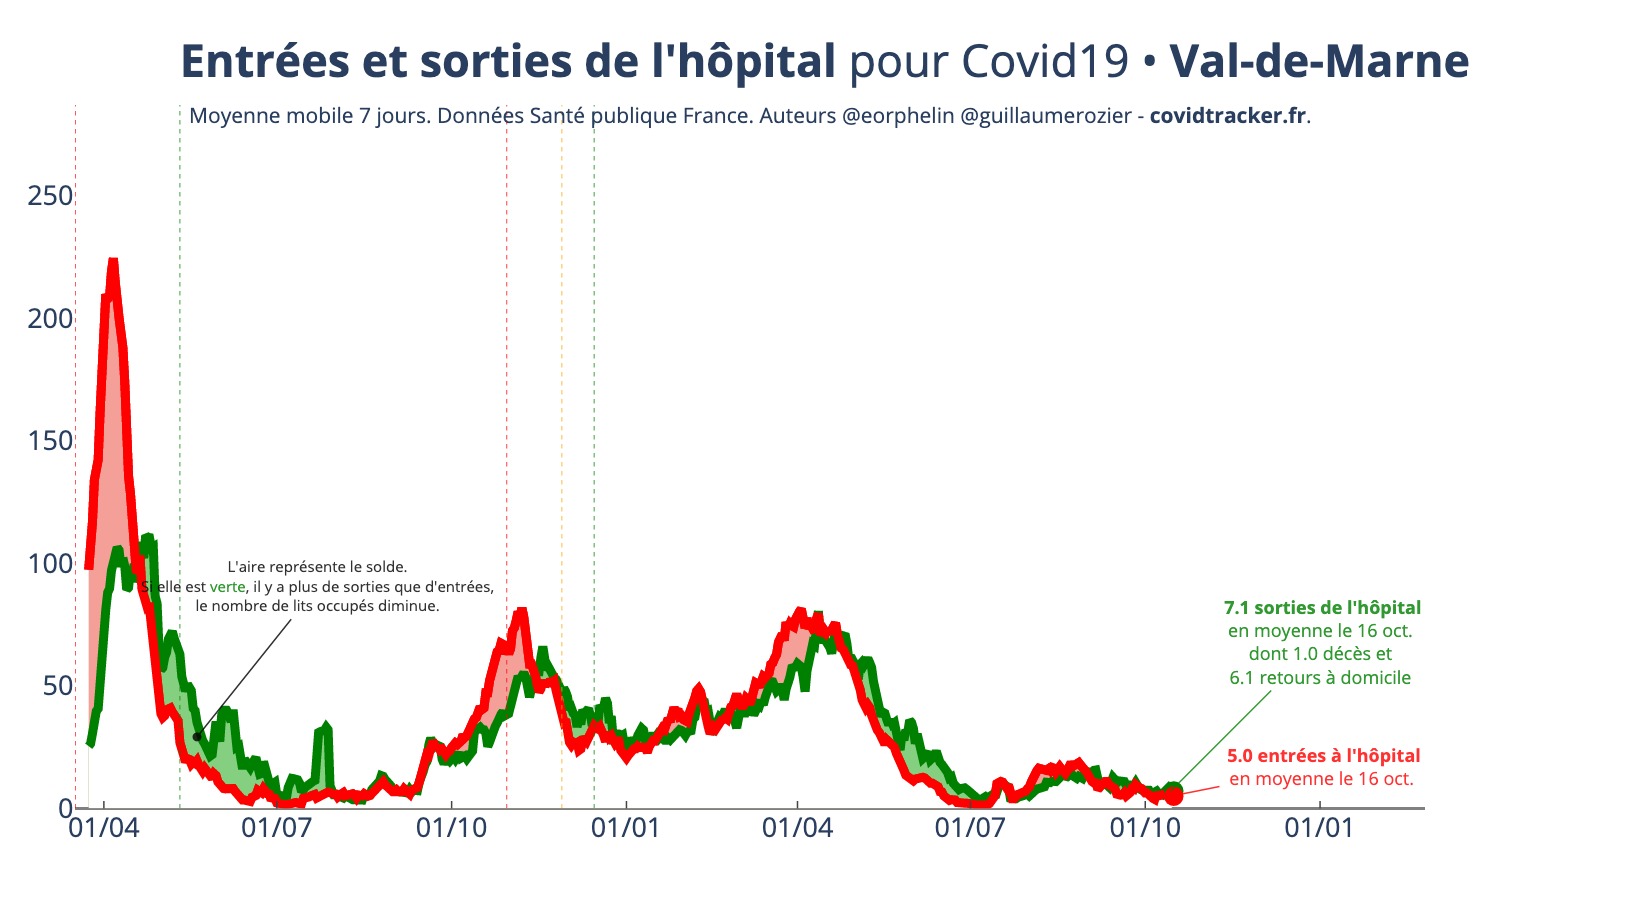 Entrées et sorties de l'hôpital pour Covid19 • Val-de-Marne
Moyenne mobile 7 jours. Données Santé publique France. Auteurs @eorphelin @guillaumerozier - covidtracker.fr.
250
200
150
100
50
0
L'aire représente le solde.
Si elle est verte, il y a plus de sorties que d'entrées,
le nombre de lits occupés diminue.
7.1 sorties de l'hôpital
en moyenne le 16 oct.
dont 1.0 décès et
6.1 retours à domicile
5.0 entrées à l'hôpital
en moyenne le 16 oct.
01/04 01/07 01/10 01/01 01/04 01/07 01/10 01/01